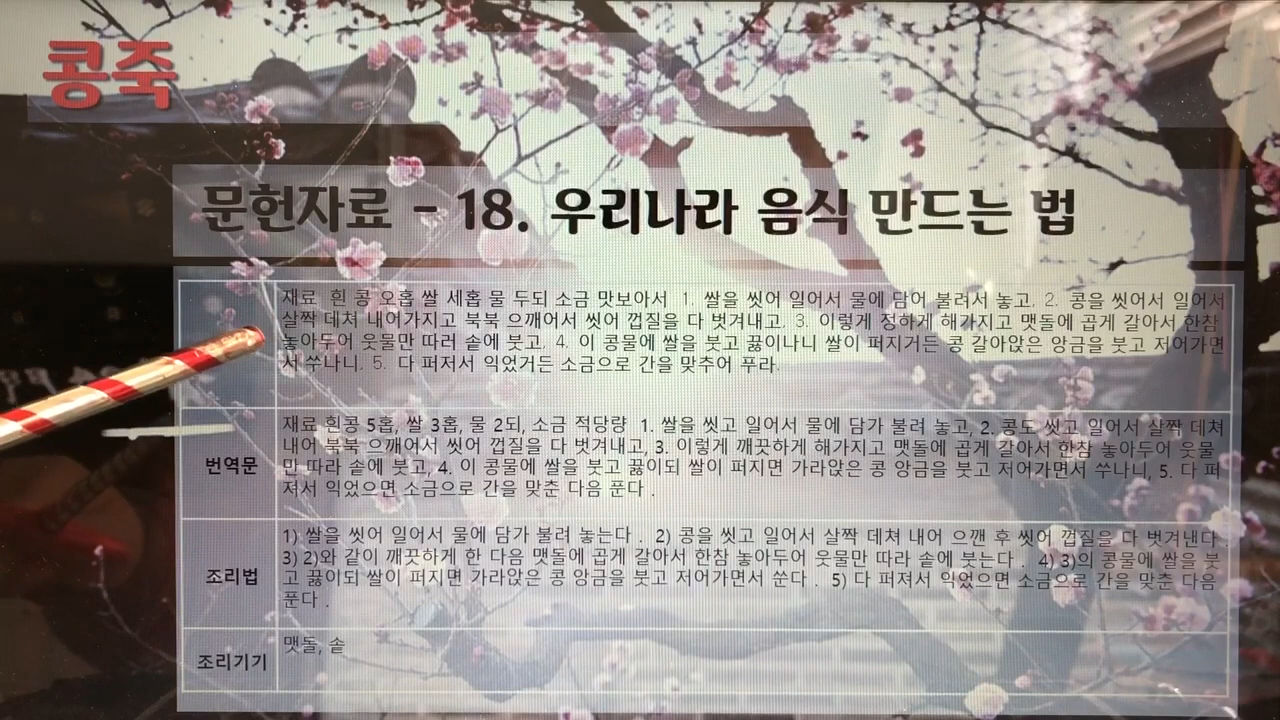 콩죽
문헌자료 - 18. 우리나라 음식 만드는 법
재료 흰 콩 오홉 쌀 세홉 물 두되 소금 맛보아서 1. 쌀을 씻어 일어서 물에 담어 불려서 놓고, 2. 콩을 씻어서 일어서
살짝 데쳐 내어가지고 북북 으깨어서 씻어 껍질을 다 벗겨내고, 3. 이렇게 정하게 해가지고 맷돌에 곱게 갈아서 한참
놓아두어 웃물만 따러 솥에 붓고, 4. 이 콩물에 쌀을 붓고 끓이나니 쌀이 퍼지거든 콩 갈아앉은 앙금을 붓고 저어가면
서 쑤나니, 5. 다 퍼저서 익었거든 소금으로 간을 맞추어 푸라.
번역문
재료 흰콩 5홉, 쌀 3홉, 물 2되, 소금 적당량 1. 쌀을 씻고 일어서 물에 담가 불려 놓고, 2. 콩도 씻고 일어서 살짝 데쳐
내어 북북 으깨어서 씻어 껍질을 다 벗겨내고, 3. 이렇게 깨끗하게 해가지고 맷돌에 곱게 갈아서 한참 놓아두어 웃물
만 따라 솥에 붓고, 4. 이 콩물에 쌀을 붓고 끓이되 쌀이 퍼지면 가라앉은 콩 앙금을 붓고 저어가면서 쑤나니, 5. 다 퍼
저서 익었으면 소금으로 간을 맞춘 다음 푼다 .
조리법
1) 쌀을 씻어 일어서 물에 담가 불려 놓는다 . 2) 콩을 씻고 일어서 살짝 데쳐 내어 으깬 후 씻어 껍질을 다 벗겨낸다 .
3) 2)와 같이 깨끗하게 한 다음 맷돌에 곱게 갈아서 한참 놓아두어 웃물만 따라 솥에 붓는다 . 4) 3)의 콩물에 쌀을 붓
고 끓이되 쌀이 퍼지면 가라앉은 콩 앙금을 붓고 저어가면서 쑨다 . 5) 다 퍼져서 익었으면 소금으로 간을 맞춘 다음
푼다 .
조리기기
맷돌, 솥